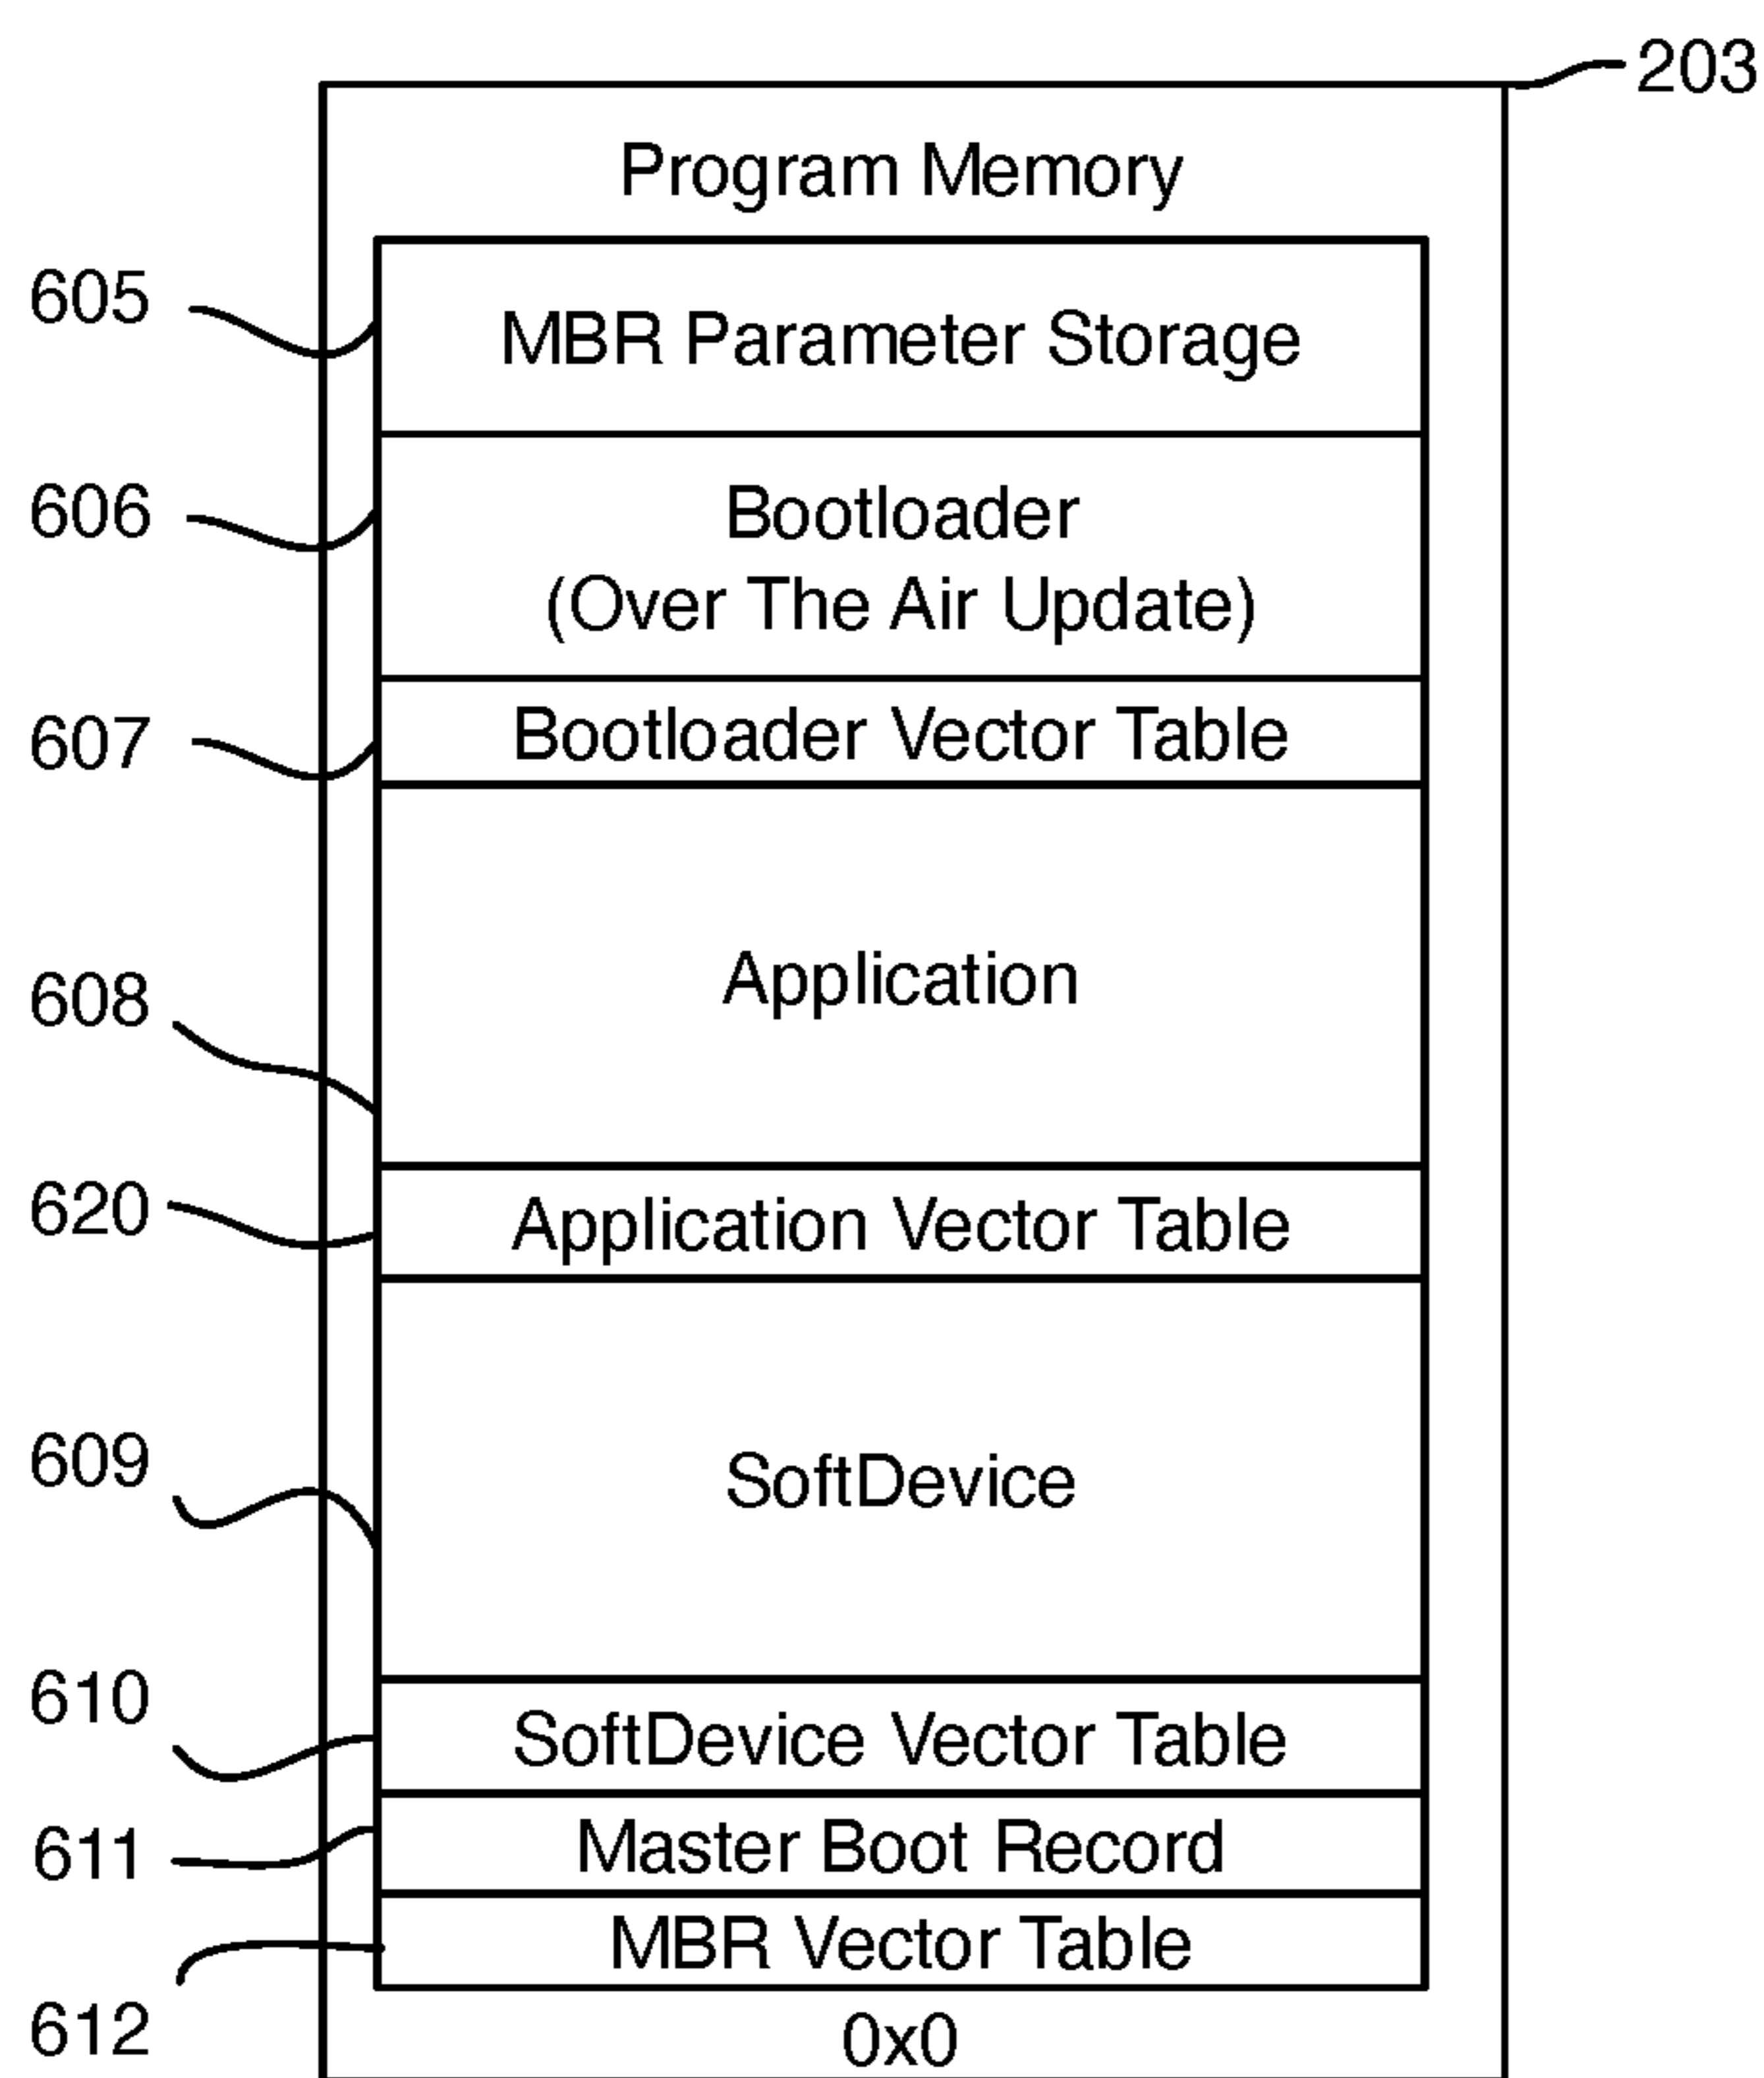 203
Program Memory
605
MBR Parameter Storage
606
Bootloader
(Over The Air Update)
607
Bootloader Vector Table
608
Application
620
Application Vector Table
609
SoftDevice
610
SoftDevice Vector Table
611
Master Boot Record
612
MBR Vector Table
0x0